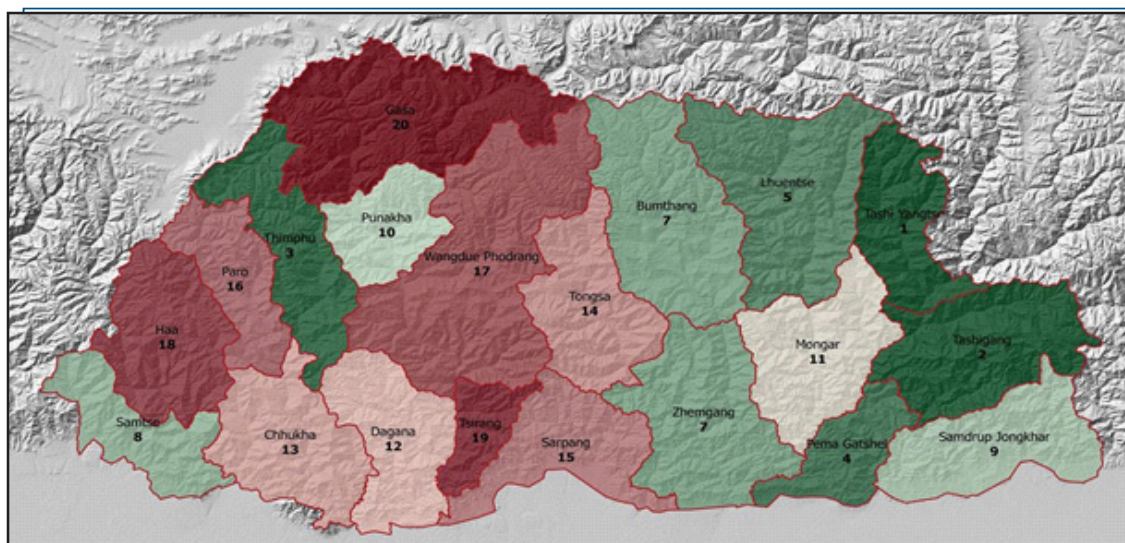 Gasa
20
Punakha
10
Thimphu
3
Paro
16
Haa
18
Samtse
8
Chhukha
13
Dagana
12
Tsirang
19
Sarpang
15
Wangdue Phodrang
17
Tongsa
14
Bumthang
7
Zhemgang
7
Lhuentse
5
Mongar
11
Tashi Yangtse
1
Tashigang
2
Pema Gatshel
4
Samdrup Jongkhar
9